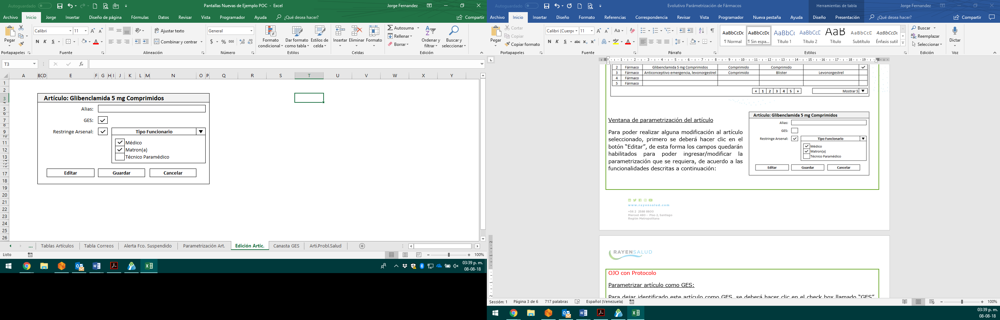 Autoguardado
Pantallas Nuevas de Ejemplo POC - Excel
Jorge Fernandez
Archivo Inicio Jorge Insertar Diseño de página Fórmulas Datos Revisar Vista Programador Ayuda ¿Qué desea hacer? Compartir
Pegar
Calibri 11
N K S
Ajustar texto
Combinar y centrar
General
$ % 000
Formato condicional
Dar formato como tabla
Estilos de celda
Insertar Eliminar Formato
Autosuma
Rellenar
Borrar
Ordenar y filtrar
Buscar y seleccionar
Portapapeles Fuente Alineación Número Estilos Celdas Edición
T3 fx
A B C D E F G H I J K L M N O P Q R S T U V W X Y
1
2
3 Artículo: Glibenclamida 5 mg Comprimidos
5 Alias:
6
7 GES:
8
9 Restringe Arsenal: Tipo Funcionario
10
11 Médico
12 Matron(a)
13 Técnico Paramédico
17 Editar Guardar Cancelar
18
19
20
21
22
23
24
25
26
... Tablas Artículos Tabla Correos Alerta Fco. Suspendido Parametrización Art. Edición Artic. Canasta GES Arti.Probl.Salud
Listo 100%
03:39 p. m.
08-08-18
Autoguardado
Evolutivo Parámetrización de Fármacos
Herramientas de tabla
Jorge Fernandez
Archivo Inicio Insertar Diseño Formato Referencias Correspondencia Revisar Vista Programador Nueva pestaña Ayuda Diseño Presentación ¿Qué desea hacer? Compartir
Pegar
Cortar
Copiar
Copiar formato
Calibri (Cuerpo 11 Aa
N K S abc x₂ x²
AaBbCcDc AaBbCcDc AaBbCc AaBbCcE AaB AaBbCcD AaBbCcDc
¶ Normal ¶ Sin espa... Título 1 Título 2 Título Subtítulo Énfasis sutil
Buscar
Reemplazar
Seleccionar
Dictar
Portapapeles Fuente Párrafo Estilos Edición Voz
1 2 3 4 5 6 7 8 9 10 11 12 13 14 15 16 17 18 19
2 Fármaco Glibenclamida 5 mg Comprimidos Comprimido Comprimido
3 Fármaco Anticonceptivo emergencia, levonorgestrel Comprimido Blister Levonorgestrel
4 Fármaco
5 Fármaco
« 1 2 3 4 5 » Mostrar 5
Ventana de parametrización del artículo
Para poder realizar alguna modificación al artículo
seleccionado, primero se deberá hacer clic en el
botón “Editar”, de esta forma los campos quedarán
habilitados para poder ingresar/modificar la
parametrización que se requiera, de acuerdo a las
funcionalidades descritas a continuación:
Artículo: Glibenclamida 5 mg Comprimidos
Alias:
GES:
Restringe Arsenal: Tipo Funcionario
Médico
Matron(a)
Técnico Paramédico
Editar Guardar Cancelar
www.rayensalud.com
+56 2 2588 8800
Merced 480 - Piso 2, Santiago
Región Metropolitana
RAYENSALUD
OJO con Protocolo
Parametrizar artículo como GES:
Para dejar identificado este artículo como GES, se deberá hacer clic en el check box llamado “GES”
Sección: 1 Página 3 de 6 717 palabras Español (Venezuela) 100%
03:39 p. m.
08-08-18